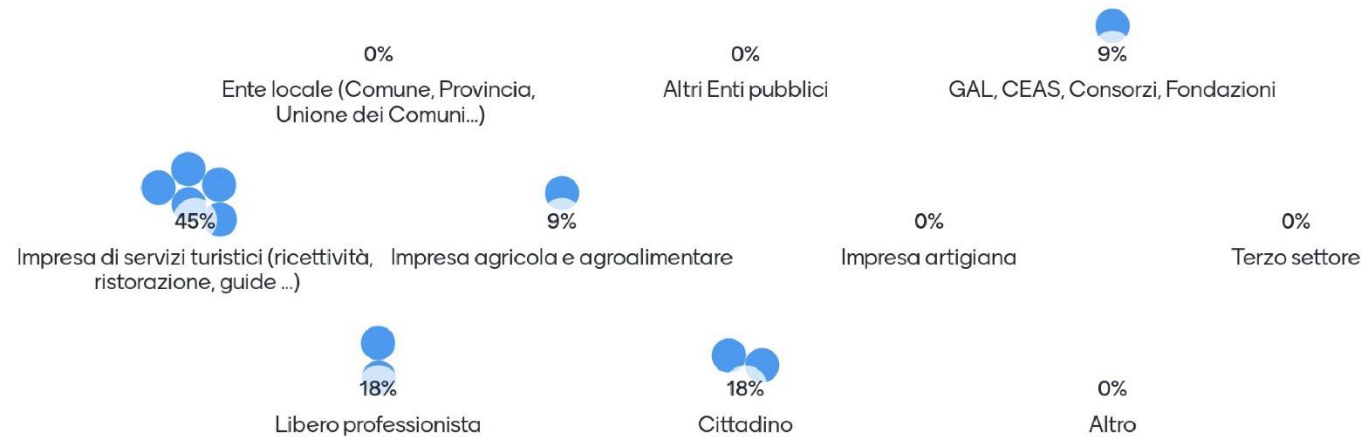 0%
Ente locale (Comune, Provincia,
Unione dei Comuni...)
0%
Altri Enti pubblici
9%
GAL, CEAS, Consorzi, Fondazioni
45%
Impresa di servizi turistici (ricettività,
ristorazione, guide ...)
9%
Impresa agricola e agroalimentare
0%
Impresa artigiana
0%
Terzo settore
18%
Libero professionista
18%
Cittadino
0%
Altro